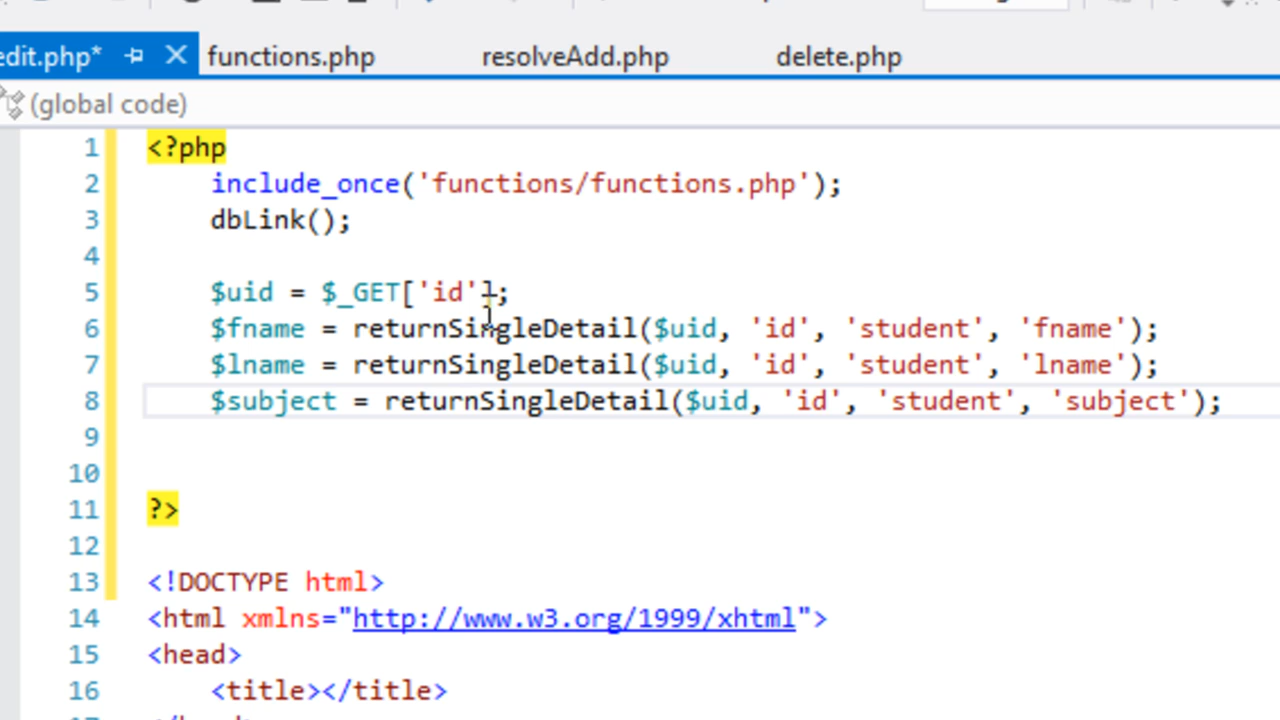 edit.php* functions.php resolveAdd.php delete.php
(global code)
1 <?php
2 include_once('functions/functions.php');
3 dbLink();
4
5 $uid = $_GET['id'];
6 $fname = returnSingleDetail($uid, 'id', 'student', 'fname');
7 $lname = returnSingleDetail($uid, 'id', 'student', 'lname');
8 $subject = returnSingleDetail($uid, 'id', 'student', 'subject');
9
10
11 ?>
12
13 <!DOCTYPE html>
14 <html xmlns="http://www.w3.org/1999/xhtml">
15 <head>
16 <title></title>